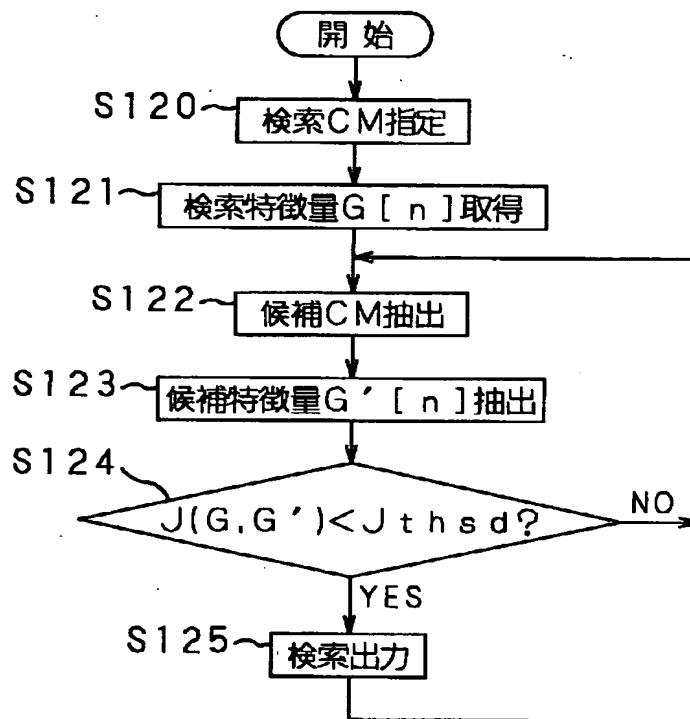 開始
S120
検索CM指定
S121
検索特徴量G[n]取得
S122
候補CM抽出
S123
候補特徴量G'[n]抽出
S124
J(G,G')<Jthsd?
NO
YES
S125
検索出力